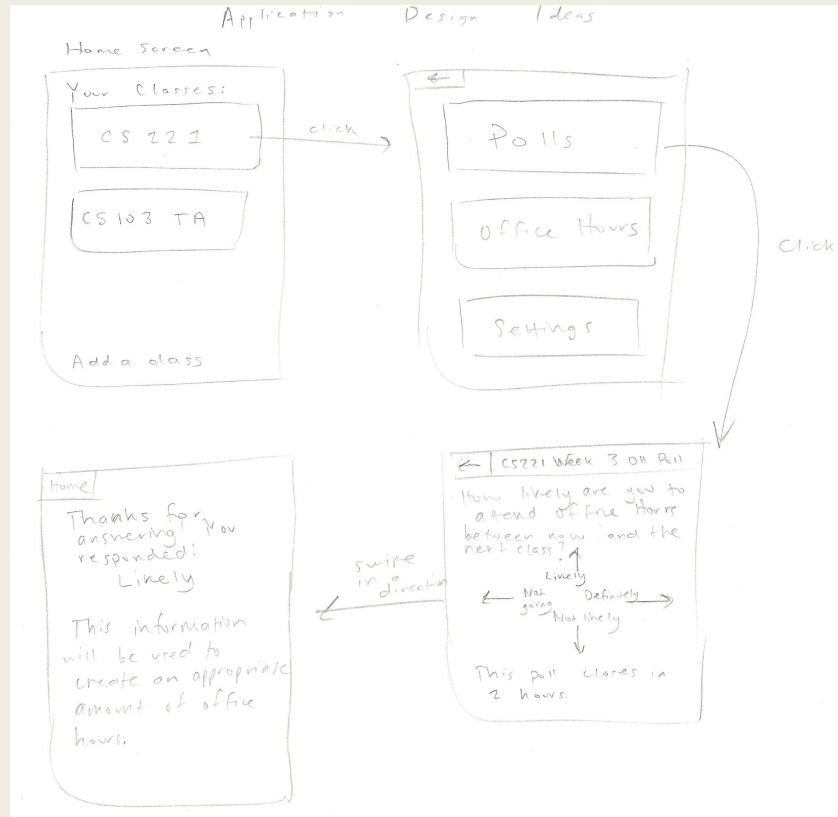 Application Design Ideas
Home Screen
Your Classes:
CS 221
CS103 TA
Add a class
click
←
Polls
Office Hours
Settings
Click
← CS221 Week 3 OH Poll
How likely are you to
attend Office Hours
between now and the
next class?
Likely
Not
going
Definitely
Not likely
This poll closes in
2 hours.
swipe
in a
direction
Home
Thanks for
answering, You
responded:
Likely
This information
will be used to
create an appropriate
amount of office
hours.